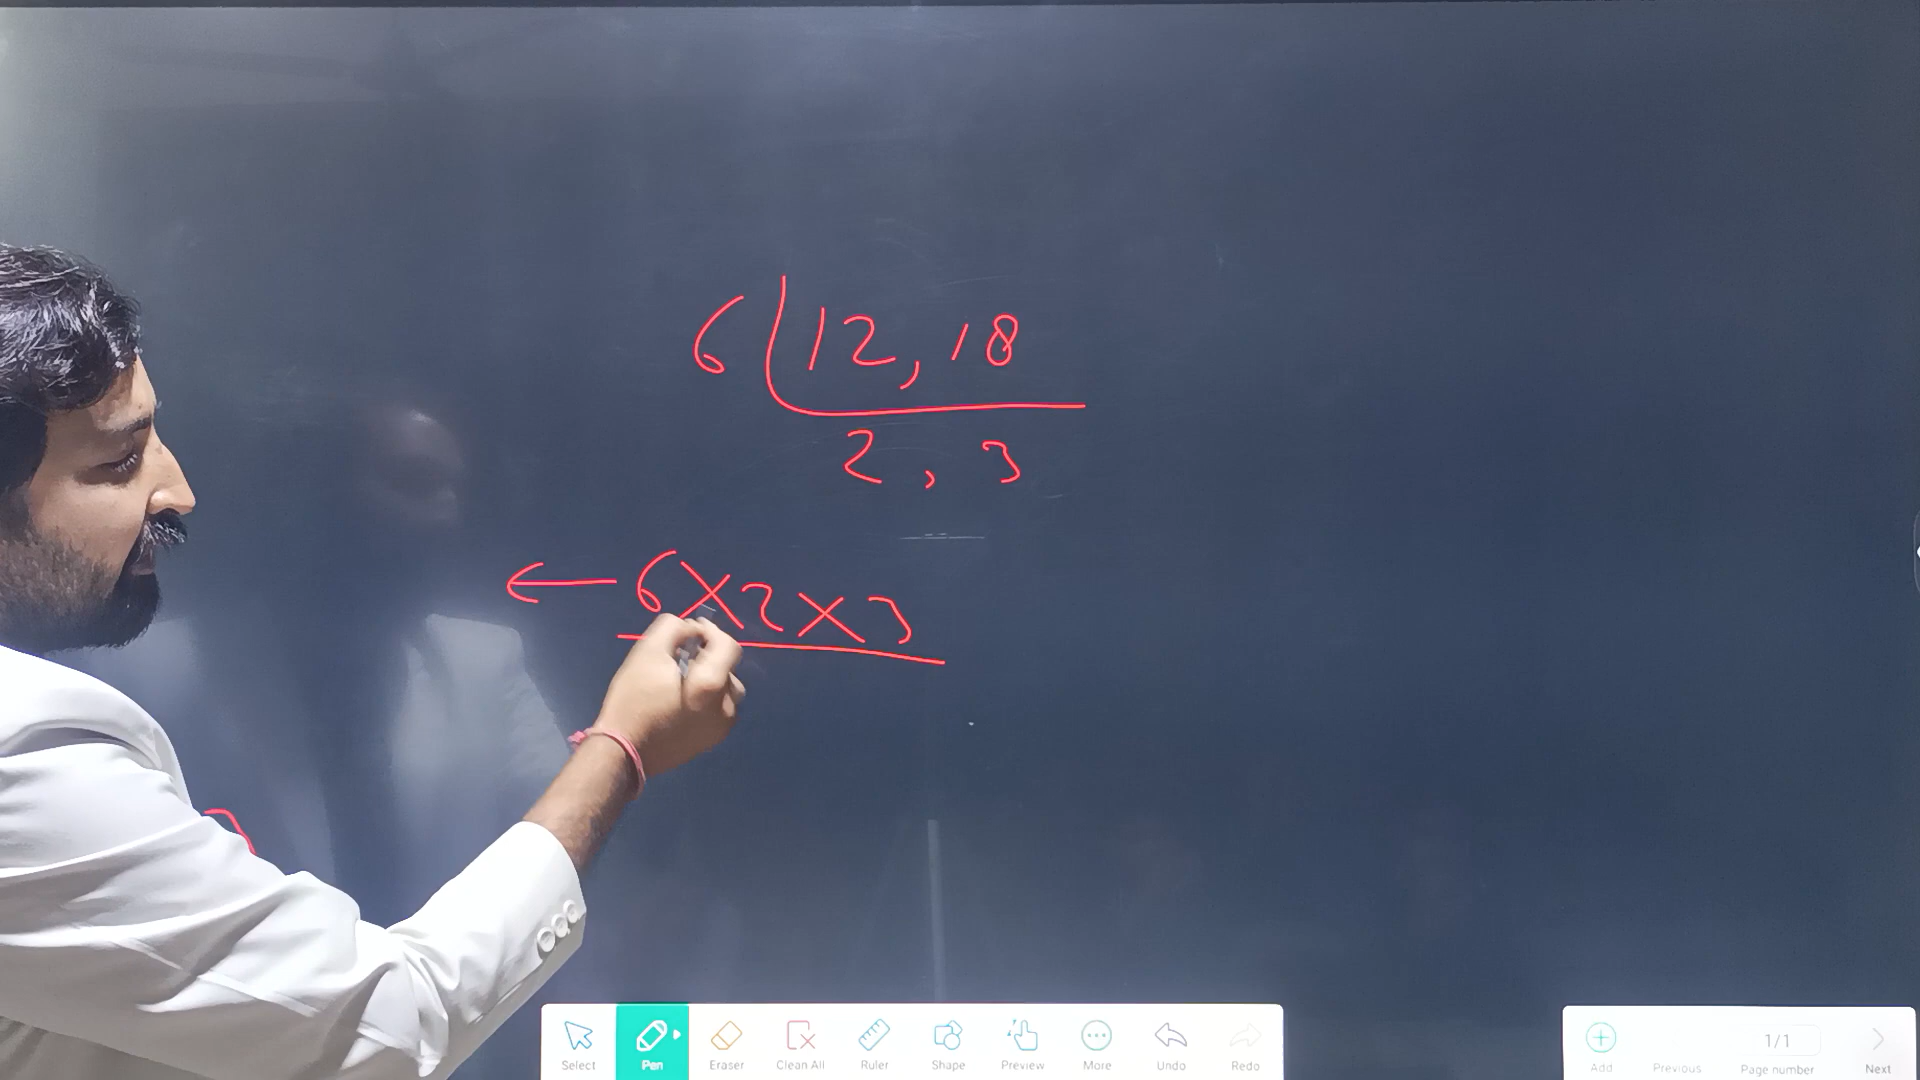 6 12, 18
2, 3
←6×2×3
Select Pen Eraser Clean All Ruler Shape Preview More Undo Redo
Add Previous 1/1 Page number Next